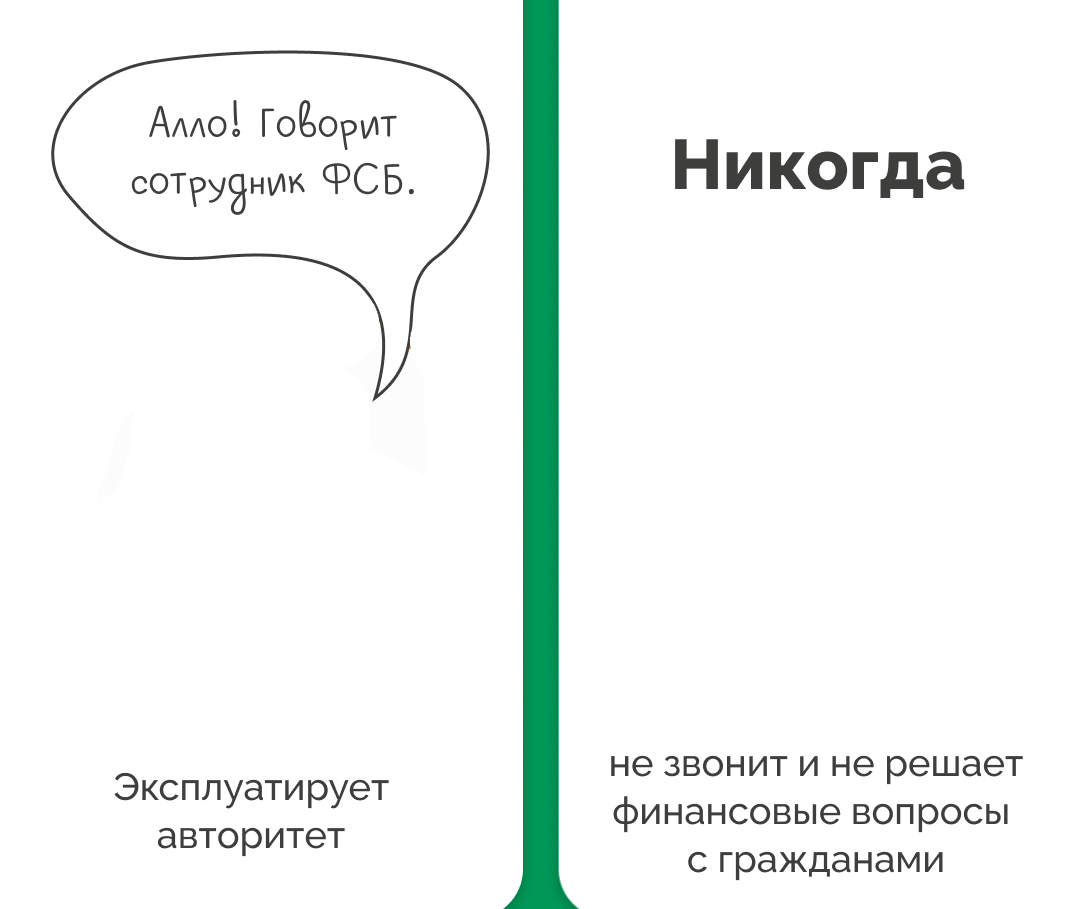 Алло! Говорит
сотрудник ФСБ.
Эксплуатирует
авторитет
Никогда
не звонит и не решает
финансовые вопросы
с гражданами